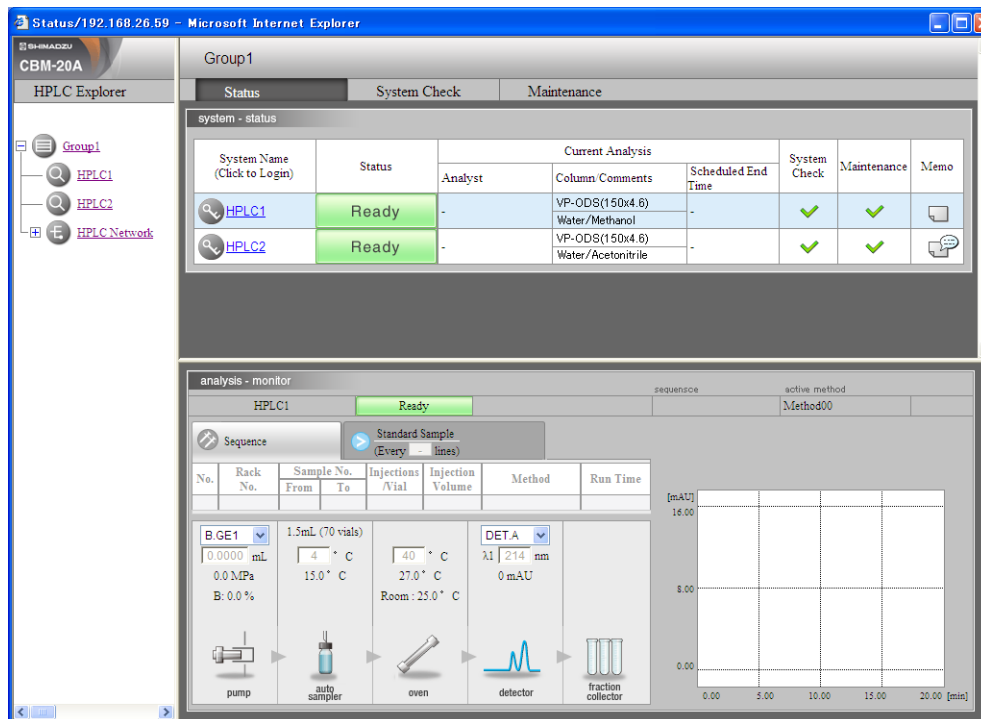 Status/192.168.26.59 - Microsoft Internet Explorer
SHIMADZU
CBM-20A
HPLC Explorer
Group1
HPLC1
HPLC2
HPLC Network
Group1
Status System Check Maintenance
system - status
System Name
(Click to Login)
Status
Current Analysis
Analyst
Column/Comments
Scheduled End
Time
System
Check
Maintenance
Memo
HPLC1
Ready
-
VP-ODS(150x4.6)
Water/Methanol
-
HPLC2
Ready
-
VP-ODS(150x4.6)
Water/Acetonitrile
-
analysis - monitor
sequensce
active method
HPLC1
Ready
Method00
Sequence
Standard Sample
(Every - lines)
No.
Rack
No.
Sample No.
From
To
Injections
/Vial
Injection
Volume
Method
Run Time
B.GE1
0.0000 mL
0.0 MPa
B: 0.0 %
1.5mL (70 vials)
4 ° C
15.0 ° C
40 ° C
27.0 ° C
Room : 25.0 ° C
DET.A
λ1 214 nm
0 mAU
pump
auto
sampler
oven
detector
fraction
collector
[mAU]
16.00
8.00
0.00
0.00 5.00 10.00 15.00 20.00 [min]